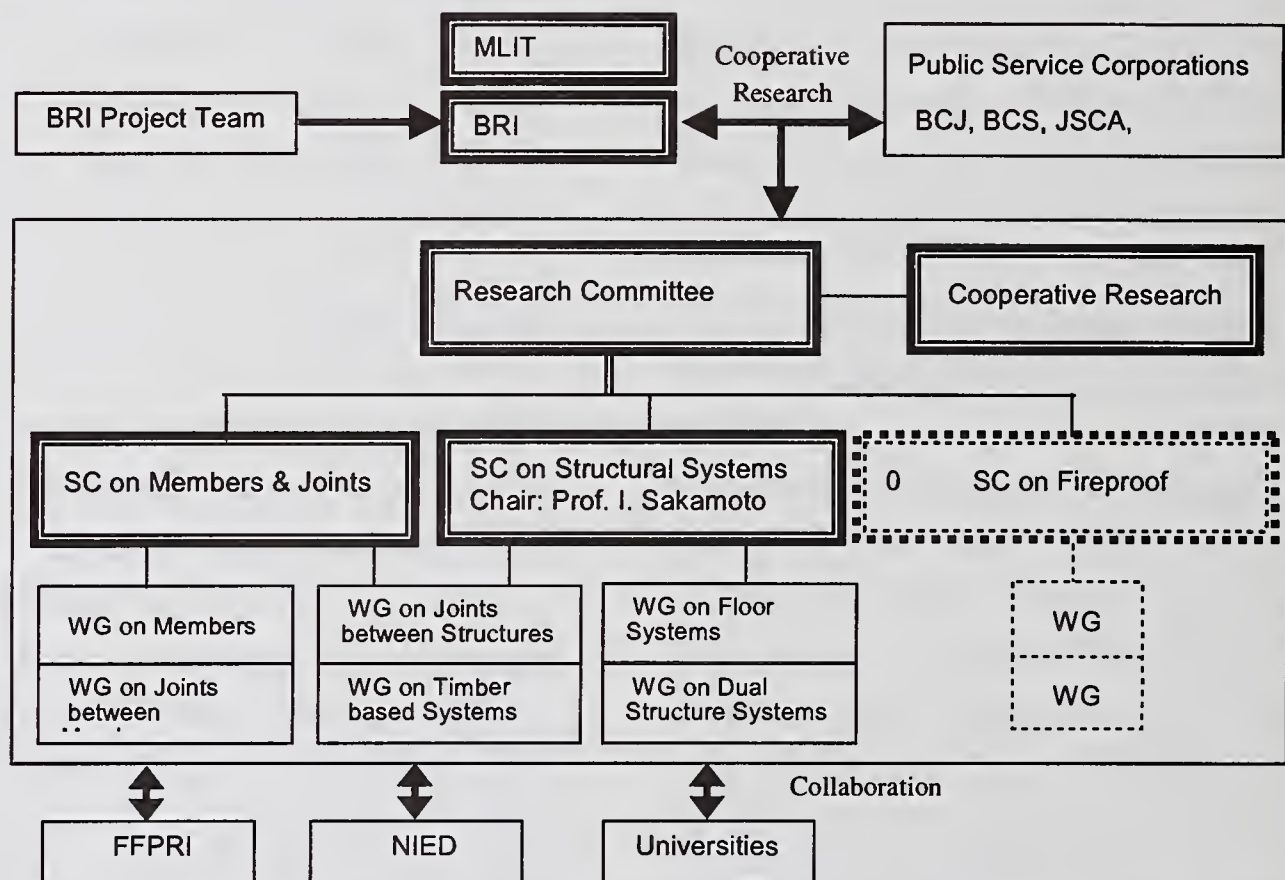 MLIT
Cooperative
Research
Public Service Corporations
BCJ, BCS, JSCA,
BRI Project Team
BRI
Research Committee
Cooperative Research
SC on Members & Joints
SC on Structural Systems
Chair: Prof. I. Sakamoto
0 SC on Fireproof
WG on Members
WG on Joints
between
WG on Joints
between Structures
WG on Timber
based Systems
WG on Floor
Systems
WG on Dual
Structure Systems
WG
WG
Collaboration
FFPRI
NIED
Universities